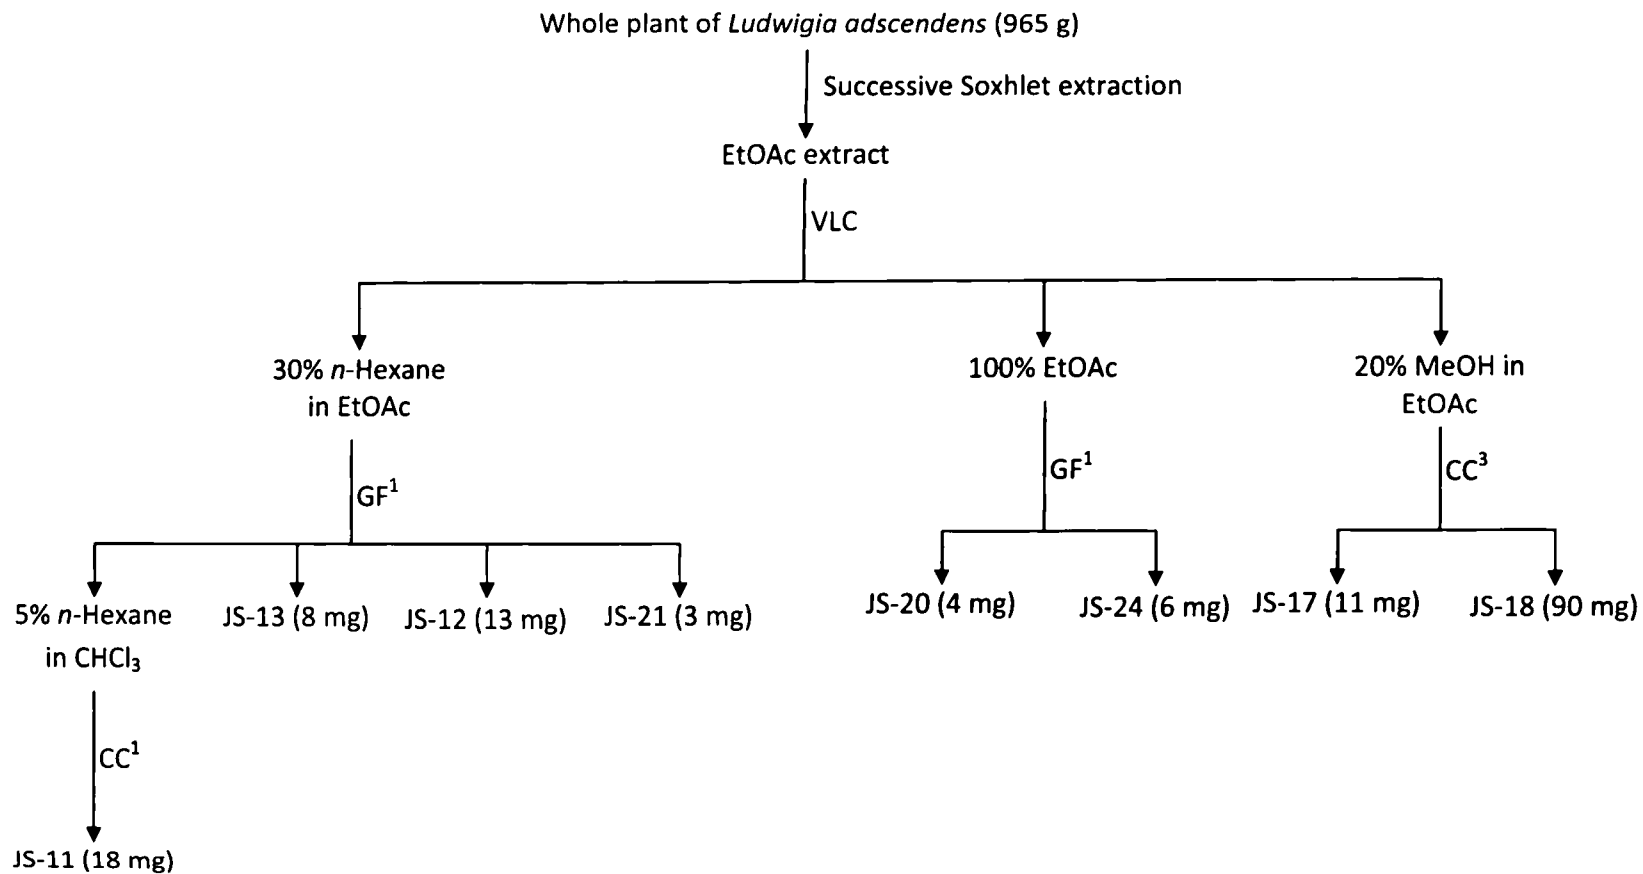 Whole plant of Ludwigia adscendens (965 g)
Successive Soxhlet extraction
EtOAc extract
VLC
30% n-Hexane
in EtOAc
100% EtOAc
20% MeOH in
EtOAc
GF¹
GF¹
CC³
5% n-Hexane
in CHCl₃
JS-13 (8 mg)
JS-12 (13 mg)
JS-21 (3 mg)
JS-20 (4 mg)
JS-24 (6 mg)
JS-17 (11 mg)
JS-18 (90 mg)
CC¹
JS-11 (18 mg)